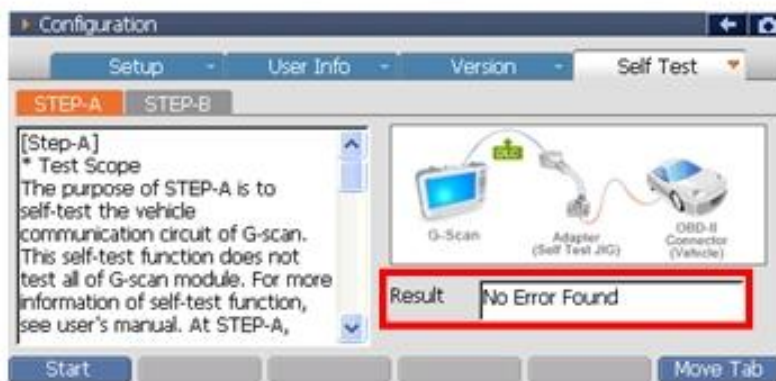 Configuration
Setup
User Info
Version
Self Test
STEP-A
STEP-B
[Step-A]
* Test Scope
The purpose of STEP-A is to
self-test the vehicle
communication circuit of G-scan.
This self-test function does not
test all of G-scan module. For more
information of self-test function,
see user's manual. At STEP-A,
DLC
G-Scan
Adapter
(Self Test JIG)
OBD-II
Connector
(Vehicle)
Result
No Error Found
Start
Move Tab